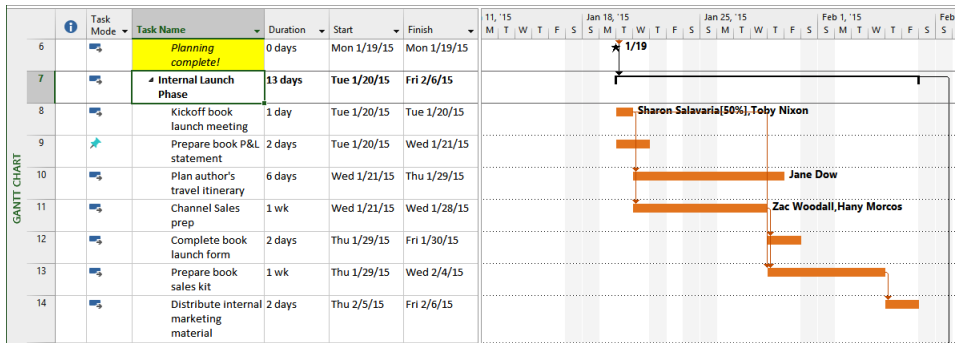 GANTT CHART
Task Mode Task Name Duration Start Finish
11, '15 Jan 18, '15 Jan 25, '15 Feb 1, '15 Feb
M T W T F S S M T W T F S S M T W T F S S M T W T F S S
6 Planning complete! 0 days Mon 1/19/15 Mon 1/19/15 1/19
7 Internal Launch Phase 13 days Tue 1/20/15 Fri 2/6/15
8 Kickoff book launch meeting 1 day Tue 1/20/15 Tue 1/20/15 Sharon Salavaria[50%],Toby Nixon
9 Prepare book P&L statement 2 days Tue 1/20/15 Wed 1/21/15
10 Plan author's travel itinerary 6 days Wed 1/21/15 Thu 1/29/15 Jane Dow
11 Channel Sales prep 1 wk Wed 1/21/15 Wed 1/28/15 Zac Woodall,Hany Morcos
12 Complete book launch form 2 days Thu 1/29/15 Fri 1/30/15
13 Prepare book sales kit 1 wk Thu 1/29/15 Wed 2/4/15
14 Distribute internal marketing material 2 days Thu 2/5/15 Fri 2/6/15